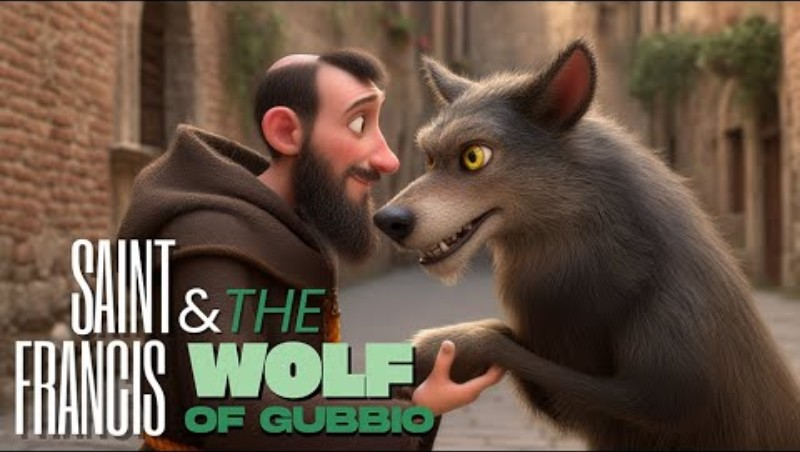 SAINT
& THE
FRANCIS
WOLF
OF GUBBIO